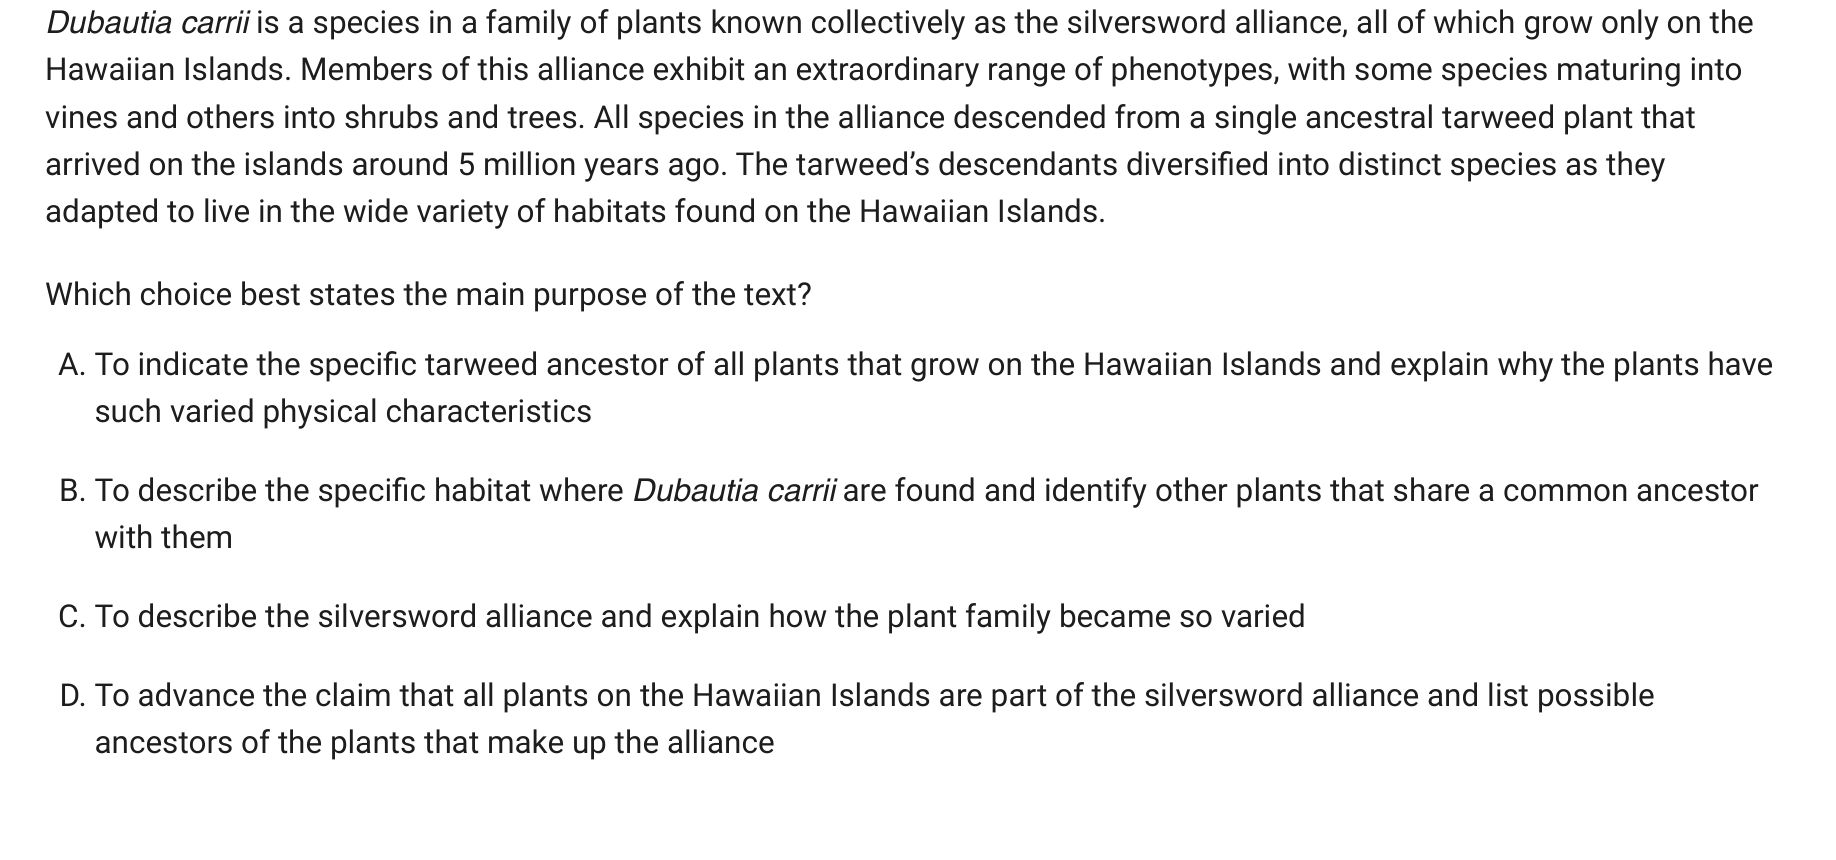 Dubautia carrii is a species in a family of plants known collectively as the silversword alliance, all of which grow only on the
Hawaiian Islands. Members of this alliance exhibit an extraordinary range of phenotypes, with some species maturing into
vines and others into shrubs and trees. All species in the alliance descended from a single ancestral tarweed plant that
arrived on the islands around 5 million years ago. The tarweed’s descendants diversified into distinct species as they
adapted to live in the wide variety of habitats found on the Hawaiian Islands.
Which choice best states the main purpose of the text?
A. To indicate the specific tarweed ancestor of all plants that grow on the Hawaiian Islands and explain why the plants have
such varied physical characteristics
B. To describe the specific habitat where Dubautia carrii are found and identify other plants that share a common ancestor
with them
C. To describe the silversword alliance and explain how the plant family became so varied
D. To advance the claim that all plants on the Hawaiian Islands are part of the silversword alliance and list possible
ancestors of the plants that make up the alliance